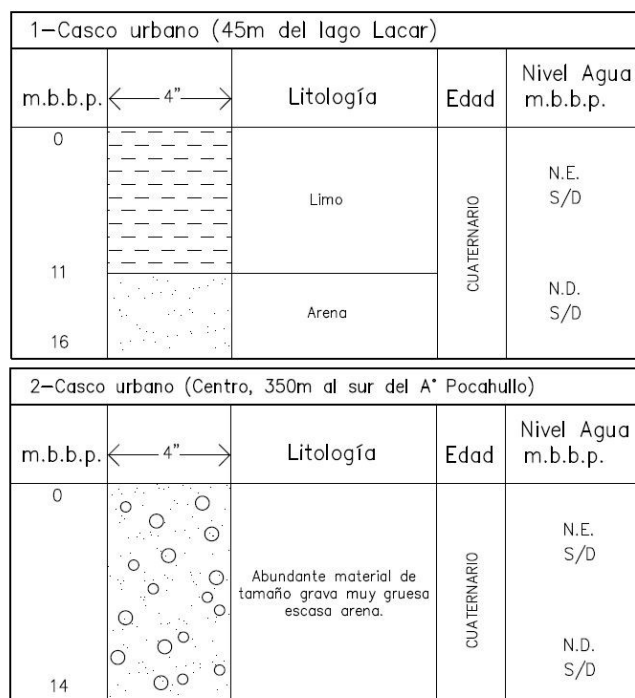 1-Casco urbano (45m del lago Lacar)
m.b.b.p.
4"
Litología
Edad
Nivel Agua
m.b.b.p.
0
11
16
Limo
Arena
CUATERNARIO
N.E.
S/D
N.D.
S/D
2-Casco urbano (Centro, 350m al sur del A° Pocahullo)
m.b.b.p.
4"
Litología
Edad
Nivel Agua
m.b.b.p.
0
14
Abundante material de
tamaño grava muy gruesa
escasa arena.
CUATERNARIO
N.E.
S/D
N.D.
S/D